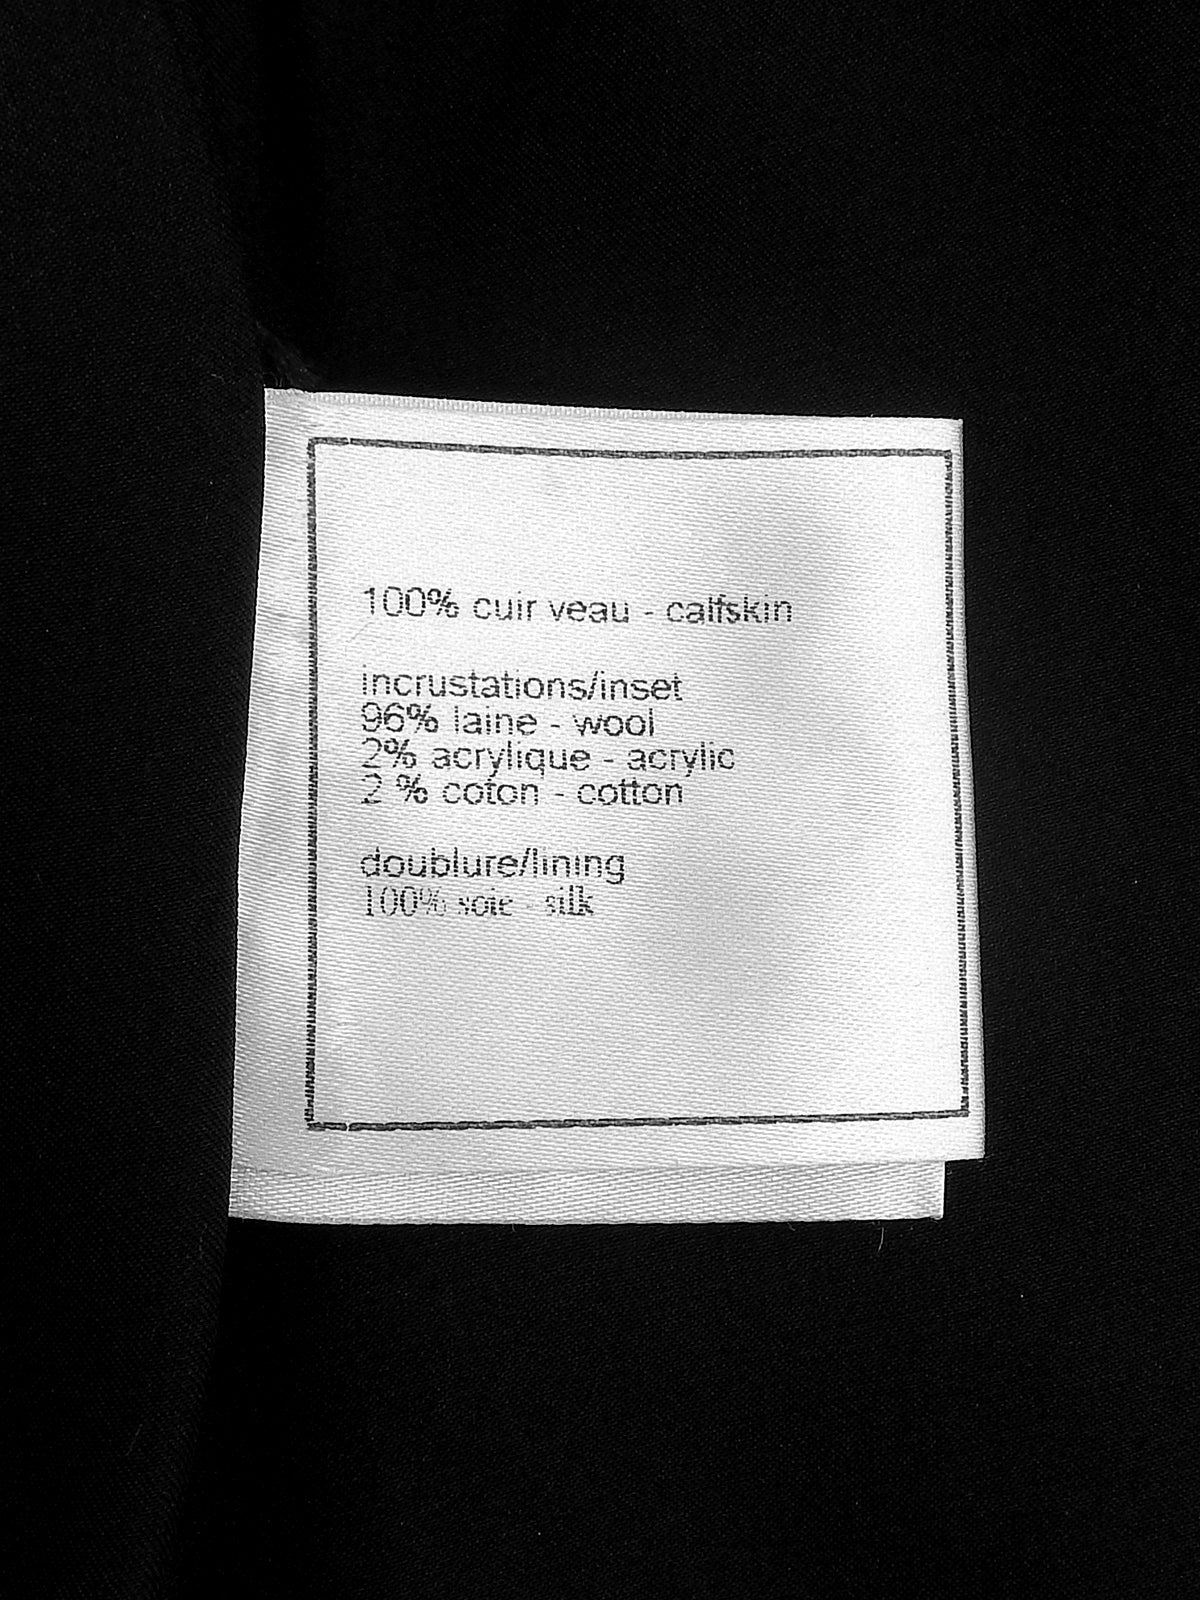 100% cuir veau - calfskin
incrustations/inset
96% laine - wool
2% acrylique - acrylic
2 % coton - cotton
doublure/lining
100% soie - silk